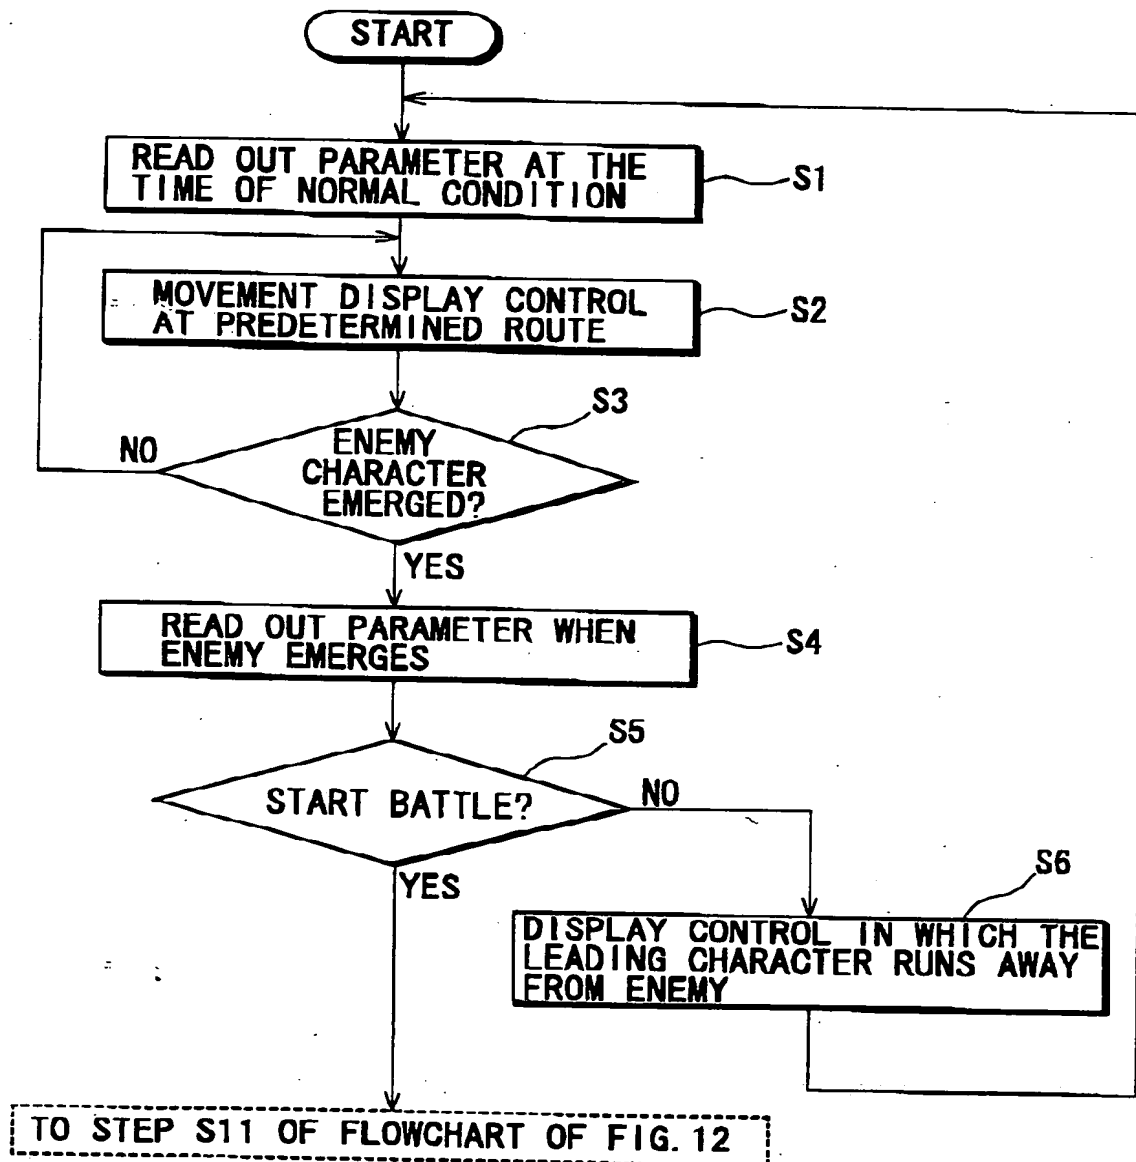 START
READ OUT PARAMETER AT THE
TIME OF NORMAL CONDITION
S1
MOVEMENT DISPLAY CONTROL
AT PREDETERMINED ROUTE
S2
S3
NO
ENEMY
CHARACTER
EMERGED?
YES
READ OUT PARAMETER WHEN
ENEMY EMERGES
S4
S5
START BATTLE?
NO
YES
S6
DISPLAY CONTROL IN WHICH THE
LEADING CHARACTER RUNS AWAY
FROM ENEMY
TO STEP S11 OF FLOWCHART OF FIG. 12